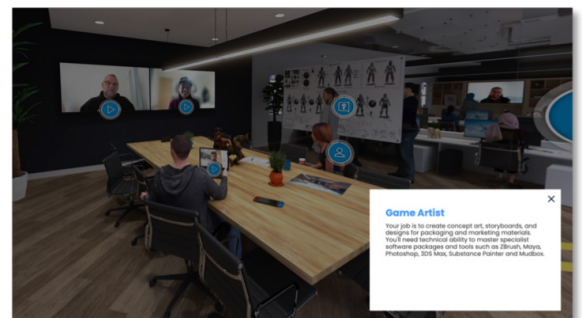 Game Artist
Your job is to create concept art, storyboards, and
designs for packaging and marketing materials.
You'll need technical ability to master specialist
software packages and tools such as ZBrush, Maya,
Photoshop, 3DS Max, Substance Painter and Mudbox.